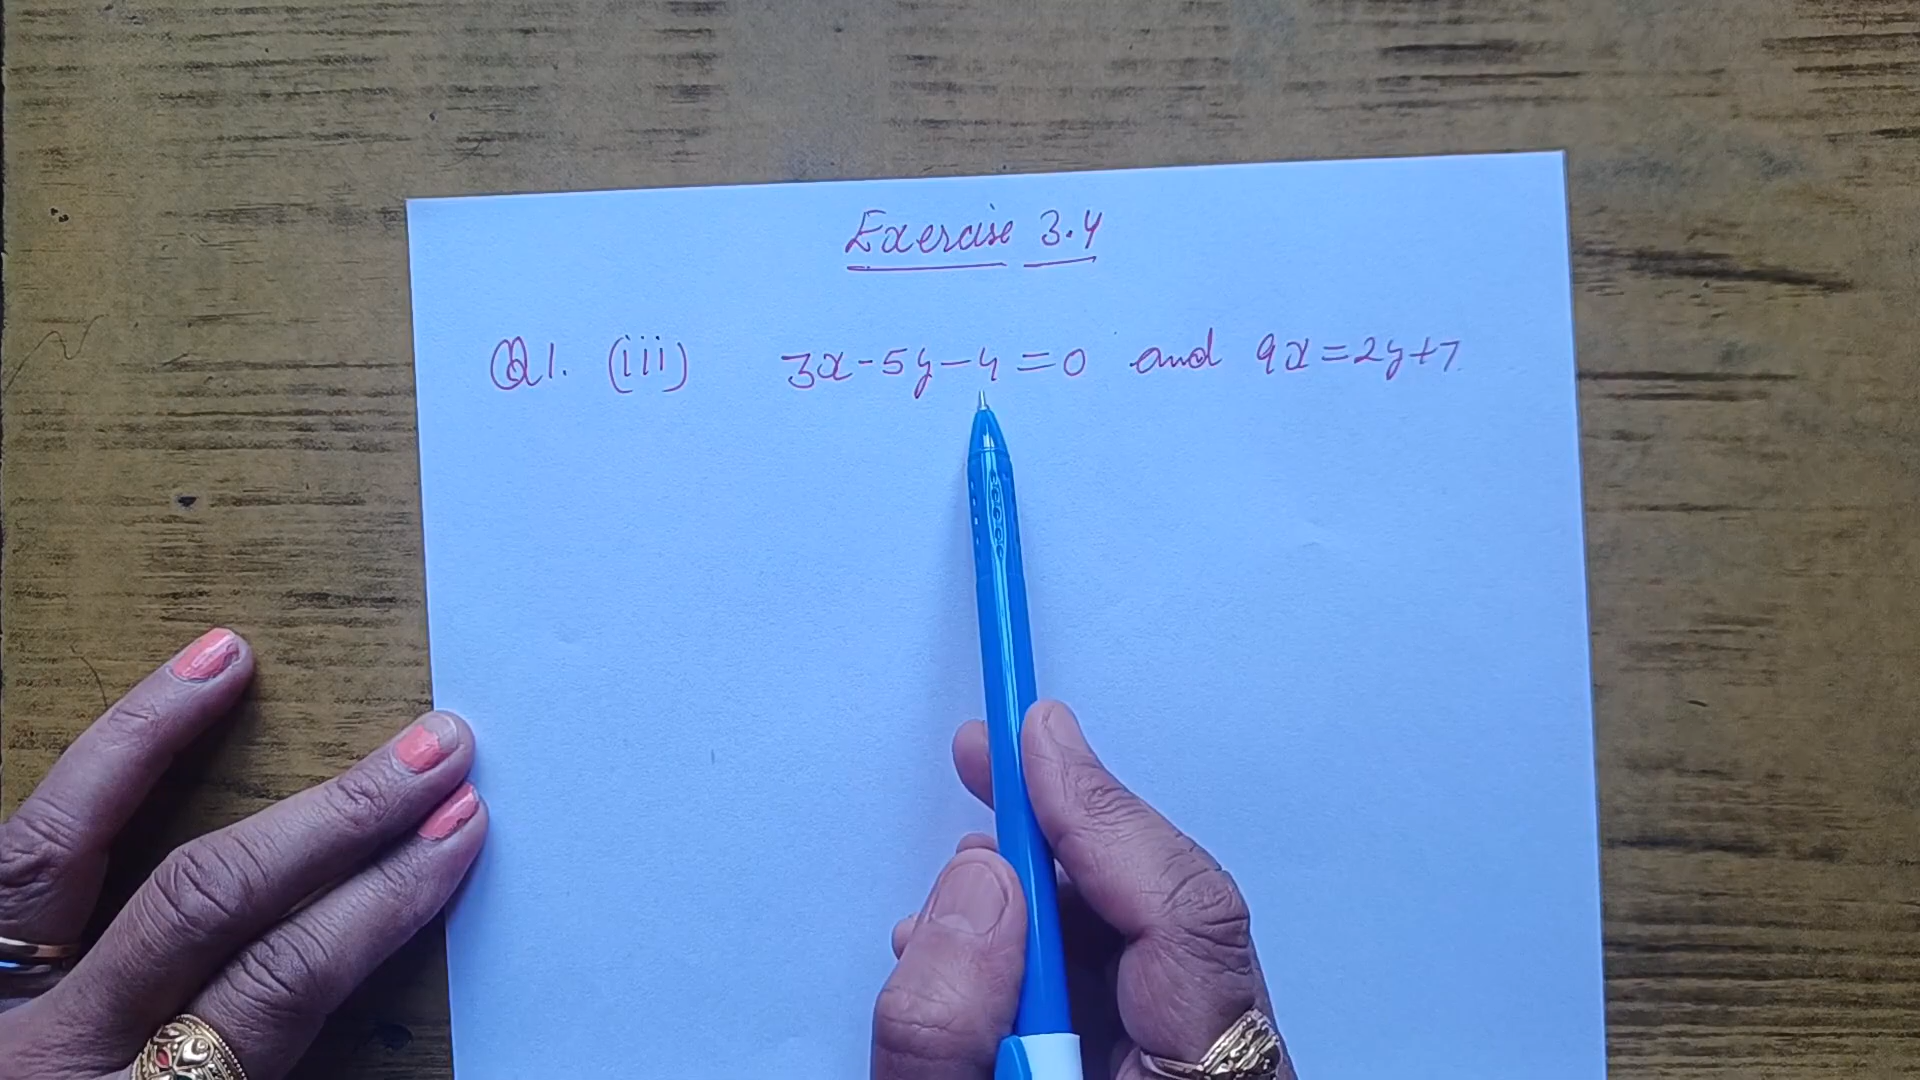 Exercise 3.4
Q1. (iii) 3x-5y-4=0 and 9x=2y+7